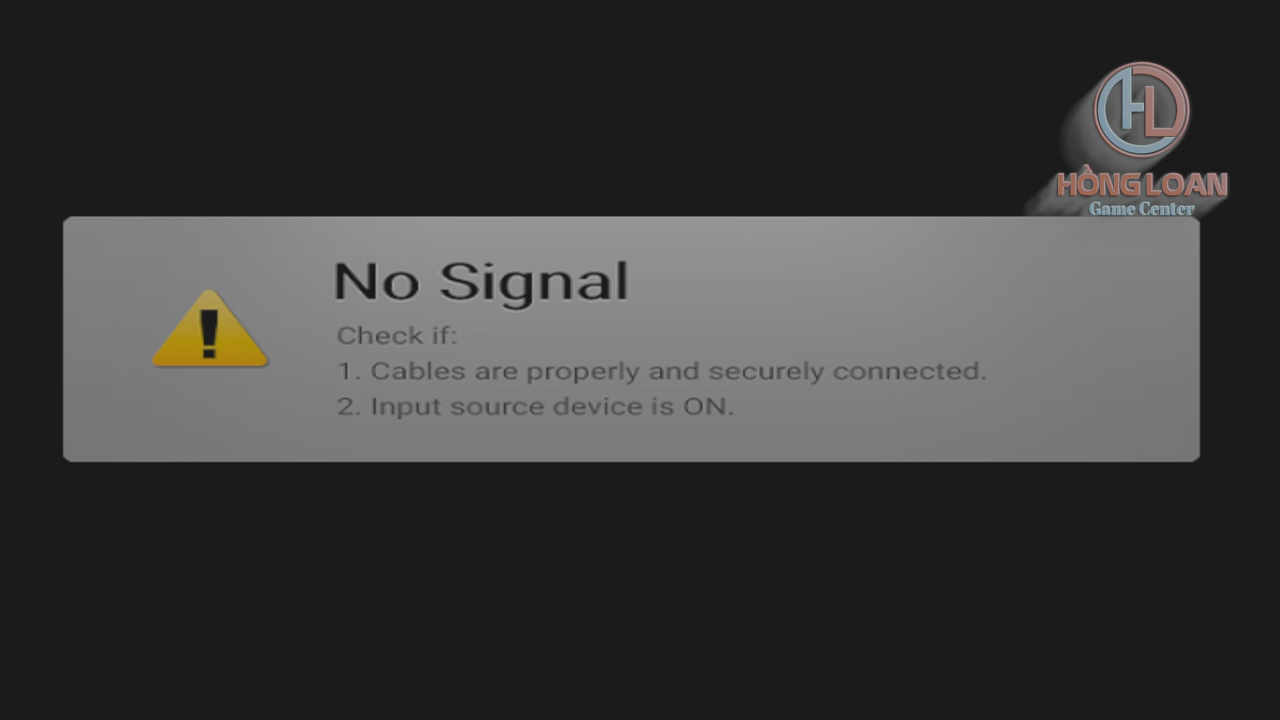 HL
HỒNG LOAN
Game Center
No Signal
Check if:
1. Cables are properly and securely connected.
2. Input source device is ON.